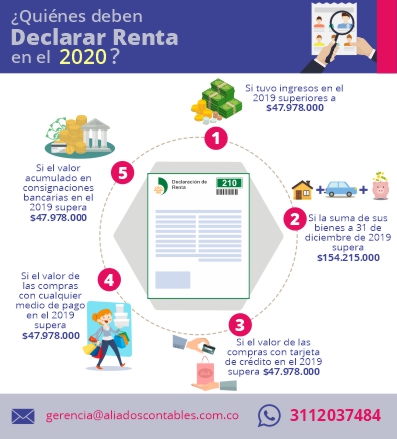 ¿Quiénes deben
Declarar Renta
en el 2020?
Si tuvo ingresos en el
2019 superiores a
$47.978.000
1
5
Si el valor
acumulado en
consignaciones
bancarias en el
2019 supera
$47.978.000
Declaración de
Renta
210
2
Si la suma de sus
bienes a 31 de
diciembre de 2019
supera
$154.215.000
4
Si el valor de
las compras
con cualquier
medio de pago
en el 2019
supera
$47.978.000
3
Si el valor de las
compras con tarjeta
de crédito en el 2019
supera $47.978.000
gerencia@aliadoscontables.com.co
3112037484